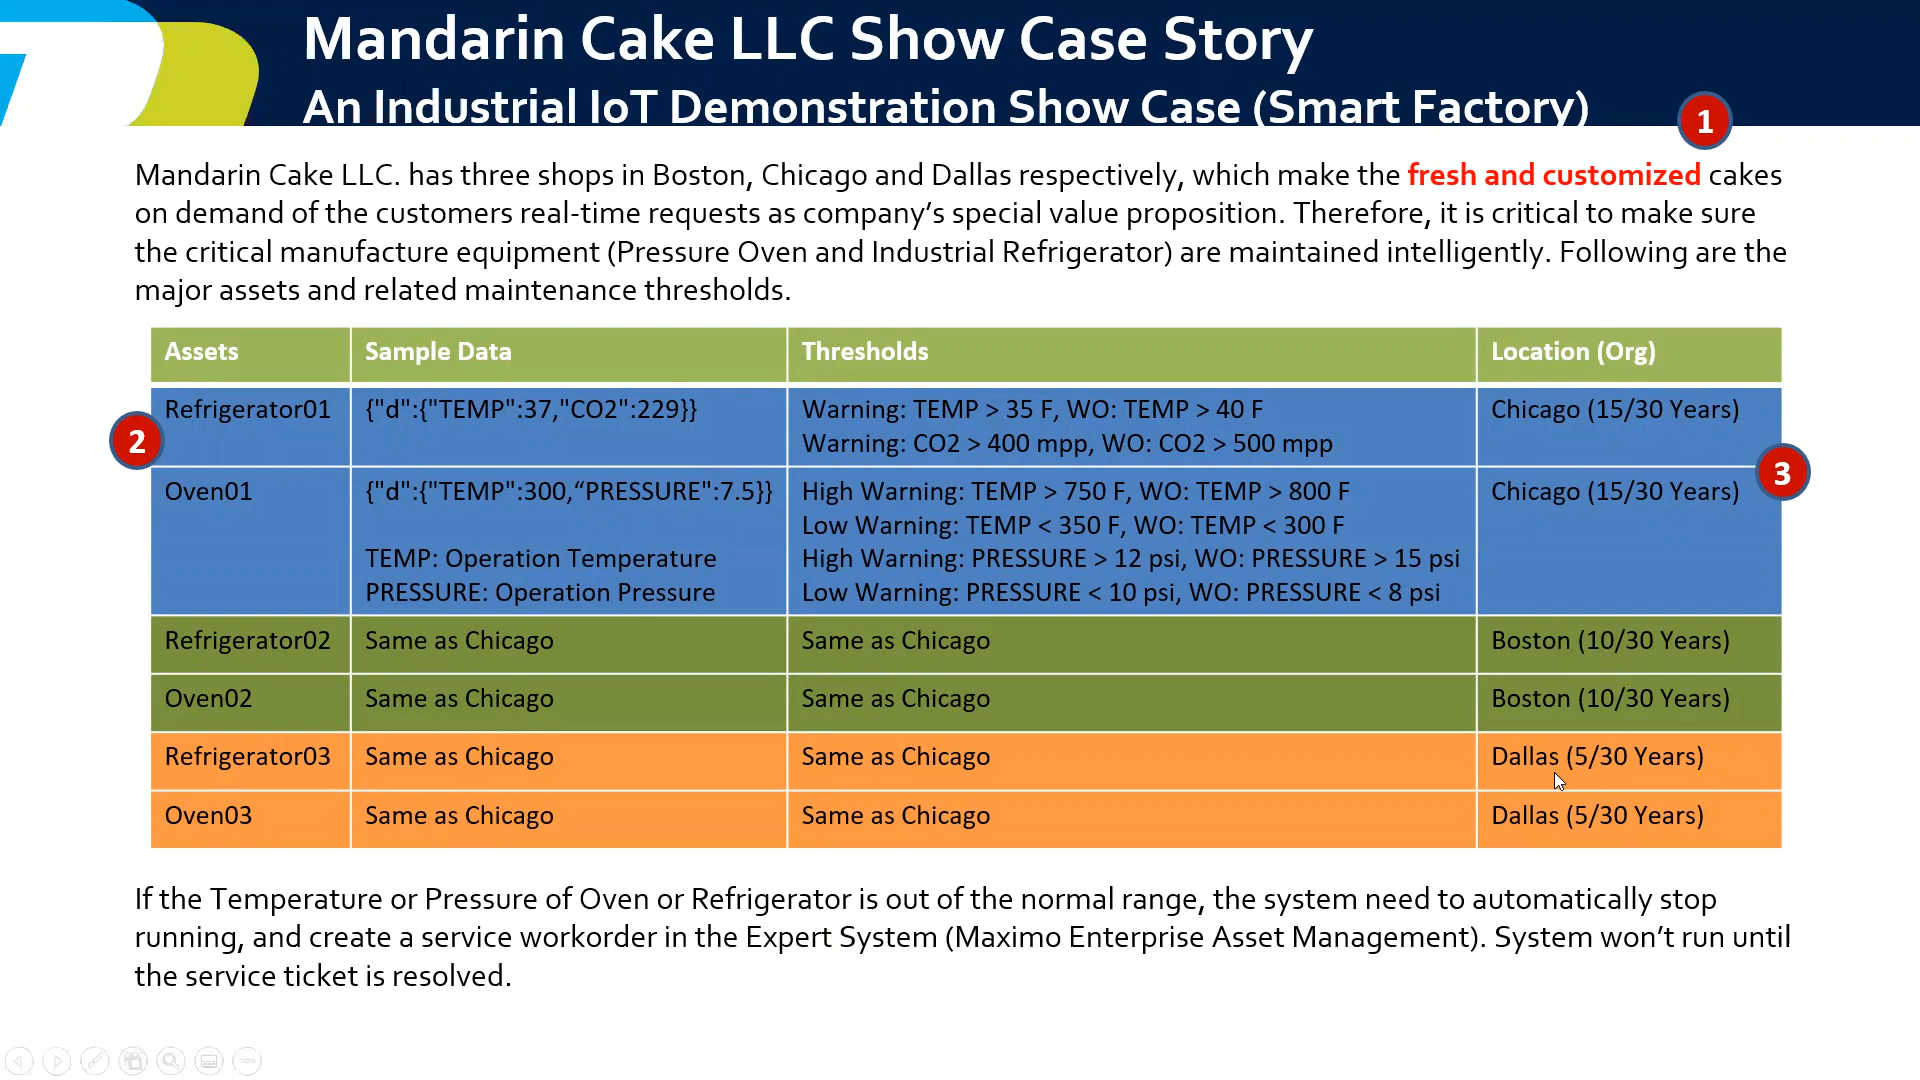 Mandarin Cake LLC Show Case Story
An Industrial IoT Demonstration Show Case (Smart Factory)
1
Mandarin Cake LLC. has three shops in Boston, Chicago and Dallas respectively, which make the fresh and customized cakes
on demand of the customers real-time requests as company's special value proposition. Therefore, it is critical to make sure
the critical manufacture equipment (Pressure Oven and Industrial Refrigerator) are maintained intelligently. Following are the
major assets and related maintenance thresholds.
Assets Sample Data Thresholds Location (Org)
2
Refrigerator01 {"d":{"TEMP":37,"CO2":229}} Warning: TEMP > 35 F, WO: TEMP > 40 F Chicago (15/30 Years)
Warning: CO2 > 400 mpp, WO: CO2 > 500 mpp
3
Oven01 {"d":{"TEMP":300,“PRESSURE":7.5}} High Warning: TEMP > 750 F, WO: TEMP > 800 F Chicago (15/30 Years)
Low Warning: TEMP < 350 F, WO: TEMP < 300 F
TEMP: Operation Temperature High Warning: PRESSURE > 12 psi, WO: PRESSURE > 15 psi
PRESSURE: Operation Pressure Low Warning: PRESSURE < 10 psi, WO: PRESSURE < 8 psi
Refrigerator02 Same as Chicago Same as Chicago Boston (10/30 Years)
Oven02 Same as Chicago Same as Chicago Boston (10/30 Years)
Refrigerator03 Same as Chicago Same as Chicago Dallas (5/30 Years)
Oven03 Same as Chicago Same as Chicago Dallas (5/30 Years)
If the Temperature or Pressure of Oven or Refrigerator is out of the normal range, the system need to automatically stop
running, and create a service workorder in the Expert System (Maximo Enterprise Asset Management). System won't run until
the service ticket is resolved.